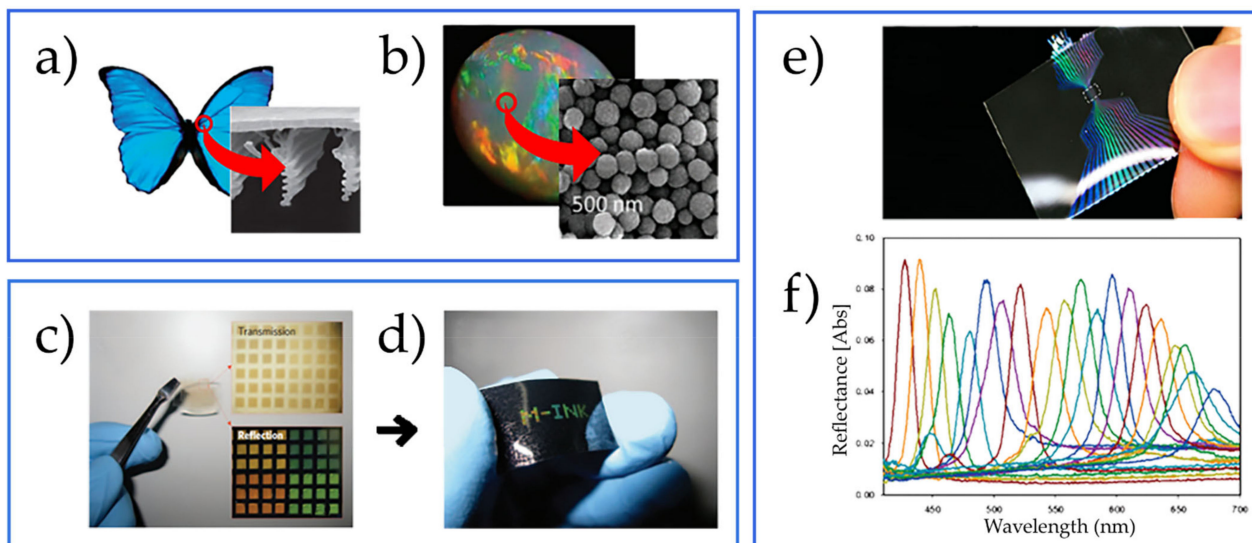 a)
b)
500 nm
c)
Transmission
Reflection
d)
M-INK
e)
f)
0.10
0.08
0.06
0.04
0.02
0.00
Reflectance [Abs]
450 500 550 600 650 700
Wavelength (nm)